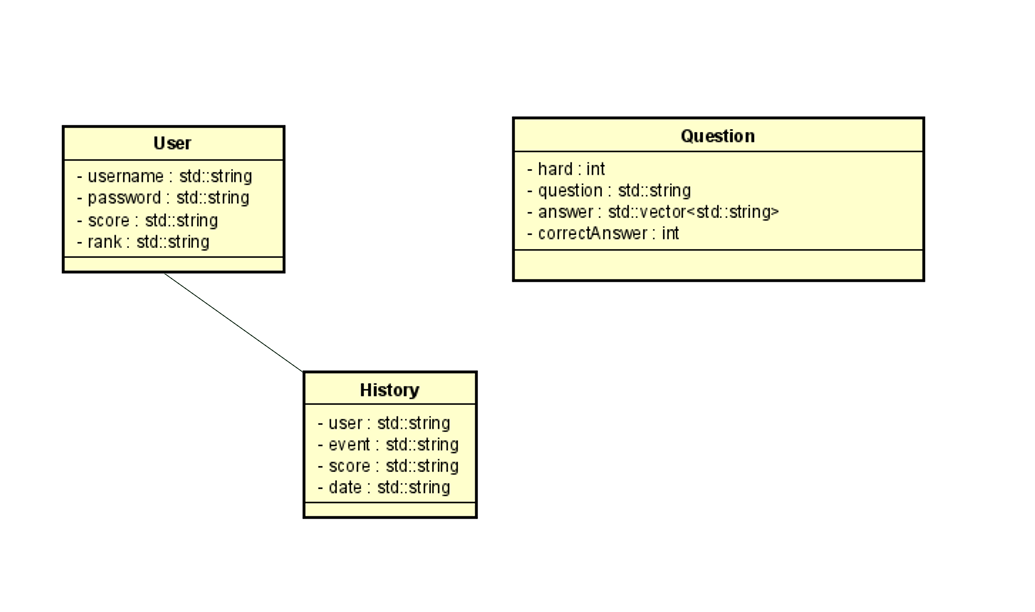 User
- username : std::string
- password : std::string
- score : std::string
- rank : std::string
Question
- hard : int
- question : std::string
- answer : std::vector<std::string>
- correctAnswer : int
History
- user : std::string
- event : std::string
- score : std::string
- date : std::string